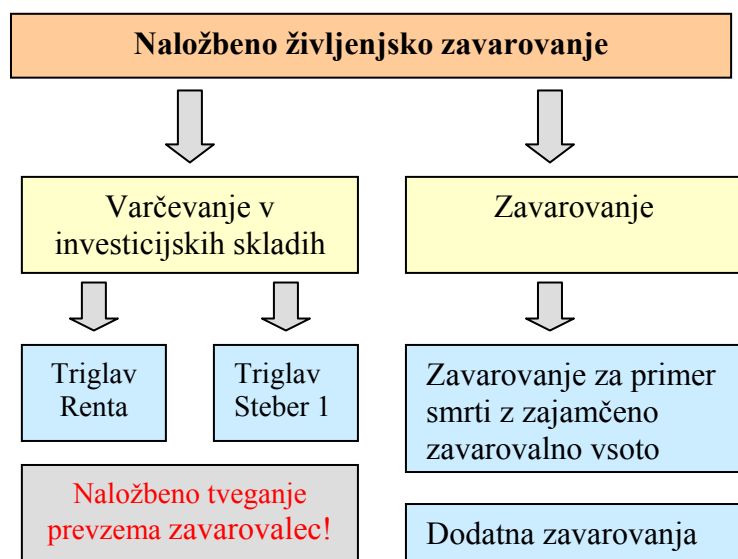 Naložbeno življenjsko zavarovanje
Varčevanje v
investicijskih skladih
Zavarovanje
Triglav
Renta
Triglav
Steber 1
Zavarovanje za primer
smrti z zajamčeno
zavarovalno vsoto
Naložbeno tveganje
prevzema zavarovalec!
Dodatna zavarovanja